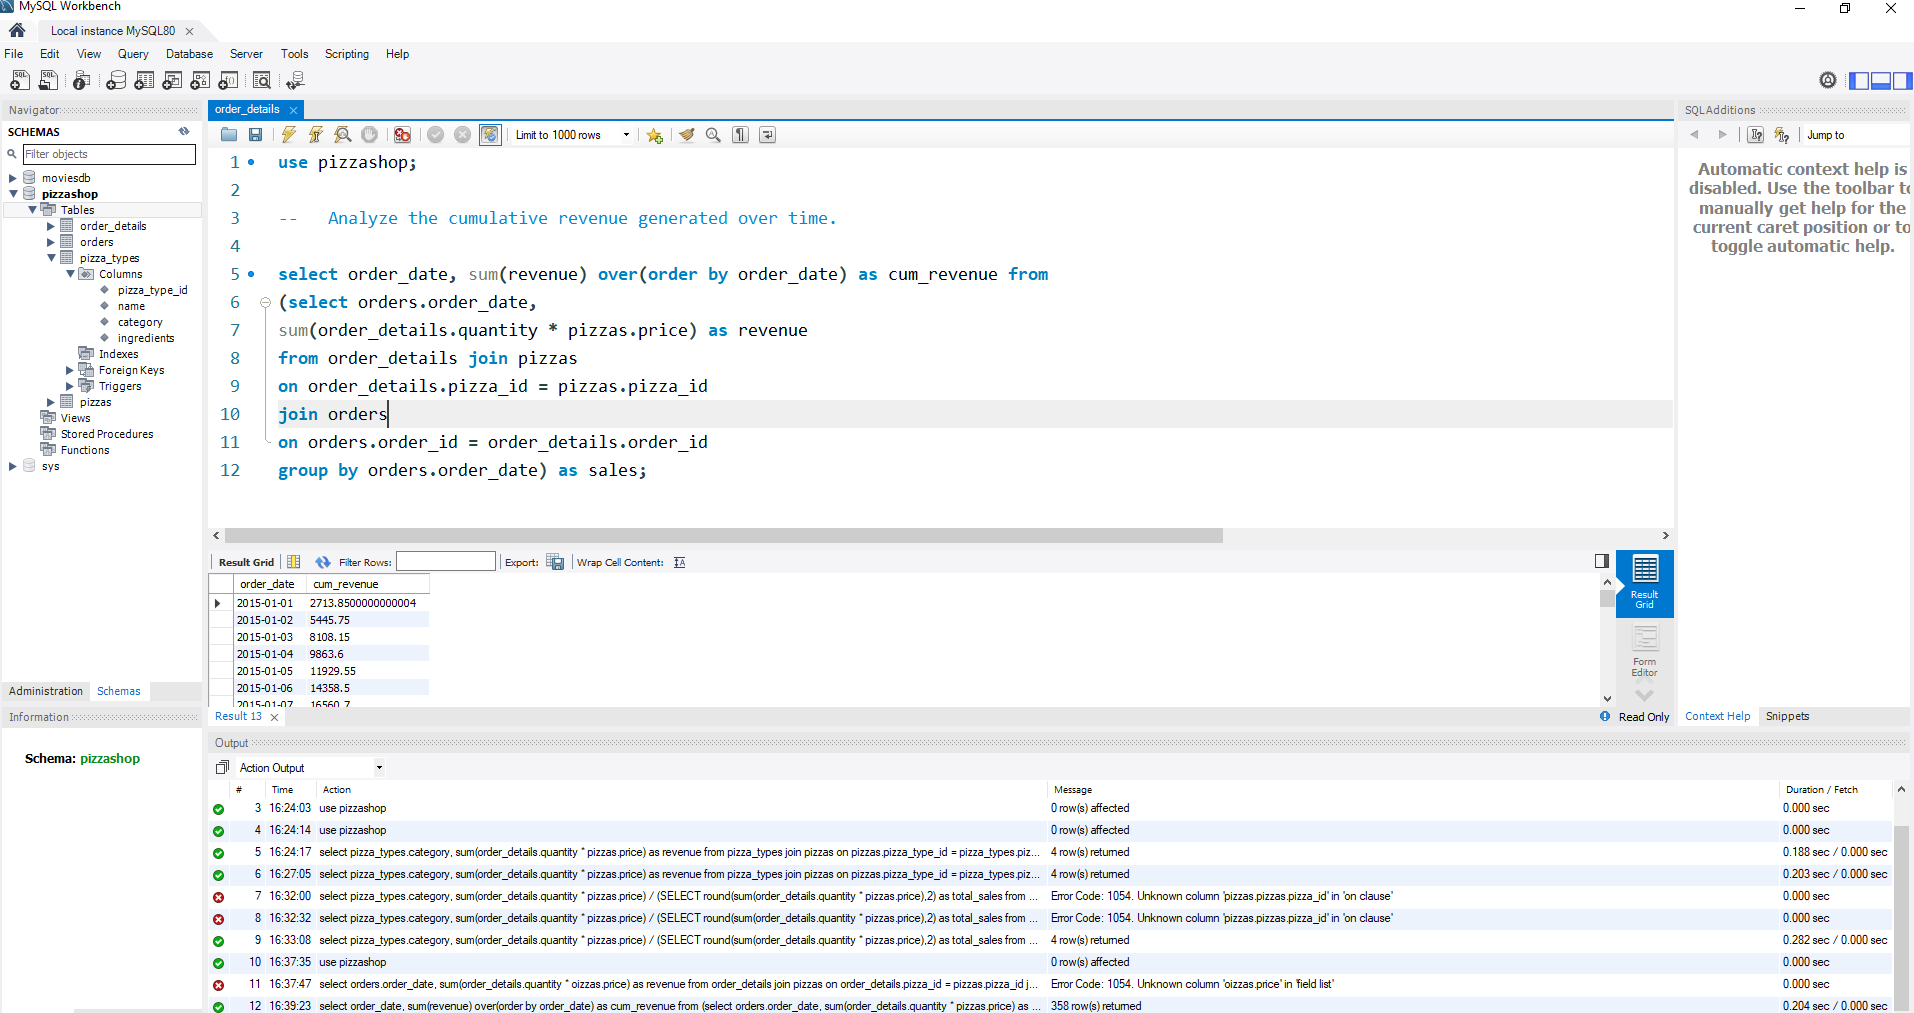 MySQL Workbench
Local instance MySQL80
File Edit View Query Database Server Tools Scripting Help
Navigator
SCHEMAS
Filter objects
moviesdb
pizzashop
Tables
order_details
orders
pizza_types
Columns
pizza_type_id
name
category
ingredients
Indexes
Foreign Keys
Triggers
pizzas
Views
Stored Procedures
Functions
sys
Administration Schemas
Information
Schema: pizzashop
order_details
Limit to 1000 rows
1 use pizzashop;
2
3 -- Analyze the cumulative revenue generated over time.
4
5 select order_date, sum(revenue) over(order by order_date) as cum_revenue from
6 (select orders.order_date,
7 sum(order_details.quantity * pizzas.price) as revenue
8 from order_details join pizzas
9 on order_details.pizza_id = pizzas.pizza_id
10 join orders
11 on orders.order_id = order_details.order_id
12 group by orders.order_date) as sales;
Result Grid Filter Rows: Export: Wrap Cell Content:
order_date cum_revenue
2015-01-01 2713.8500000000004
2015-01-02 5445.75
2015-01-03 8108.15
2015-01-04 9863.6
2015-01-05 11929.55
2015-01-06 14358.5
2015-01-07 16560.7
Result Grid
Form Editor
Result 13
Read Only
SQLAdditions
Jump to
Automatic context help is
disabled. Use the toolbar to
manually get help for the
current caret position or to
toggle automatic help.
Context Help Snippets
Output
Action Output
# Time Action Message Duration / Fetch
3 16:24:03 use pizzashop 0 row(s) affected 0.000 sec
4 16:24:14 use pizzashop 0 row(s) affected 0.000 sec
5 16:24:17 select pizza_types.category, sum(order_details.quantity * pizzas.price) as revenue from pizza_types join pizzas on pizzas.pizza_type_id = pizza_types.piz... 4 row(s) returned 0.188 sec / 0.000 sec
6 16:27:05 select pizza_types.category, sum(order_details.quantity * pizzas.price) as revenue from pizza_types join pizzas on pizzas.pizza_type_id = pizza_types.piz... 4 row(s) returned 0.203 sec / 0.000 sec
7 16:32:00 select pizza_types.category, sum(order_details.quantity * pizzas.price) / (SELECT round(sum(order_details.quantity * pizzas.price),2) as total_sales from ... Error Code: 1054. Unknown column 'pizzas.pizzas.pizza_id' in 'on clause' 0.000 sec
8 16:32:32 select pizza_types.category, sum(order_details.quantity * pizzas.price) / (SELECT round(sum(order_details.quantity * pizzas.price),2) as total_sales from ... Error Code: 1054. Unknown column 'pizzas.pizzas.pizza_id' in 'on clause' 0.000 sec
9 16:33:08 select pizza_types.category, sum(order_details.quantity * pizzas.price) / (SELECT round(sum(order_details.quantity * pizzas.price),2) as total_sales from ... 4 row(s) returned 0.282 sec / 0.000 sec
10 16:37:35 use pizzashop 0 row(s) affected 0.000 sec
11 16:37:47 select orders.order_date, sum(order_details.quantity * oizzas.price) as revenue from order_details join pizzas on order_details.pizza_id = pizzas.pizza_id j... Error Code: 1054. Unknown column 'oizzas.price' in 'field list' 0.000 sec
12 16:39:23 select order_date, sum(revenue) over(order by order_date) as cum_revenue from (select orders.order_date, sum(order_details.quantity * pizzas.price) as ... 358 row(s) returned 0.204 sec / 0.000 sec